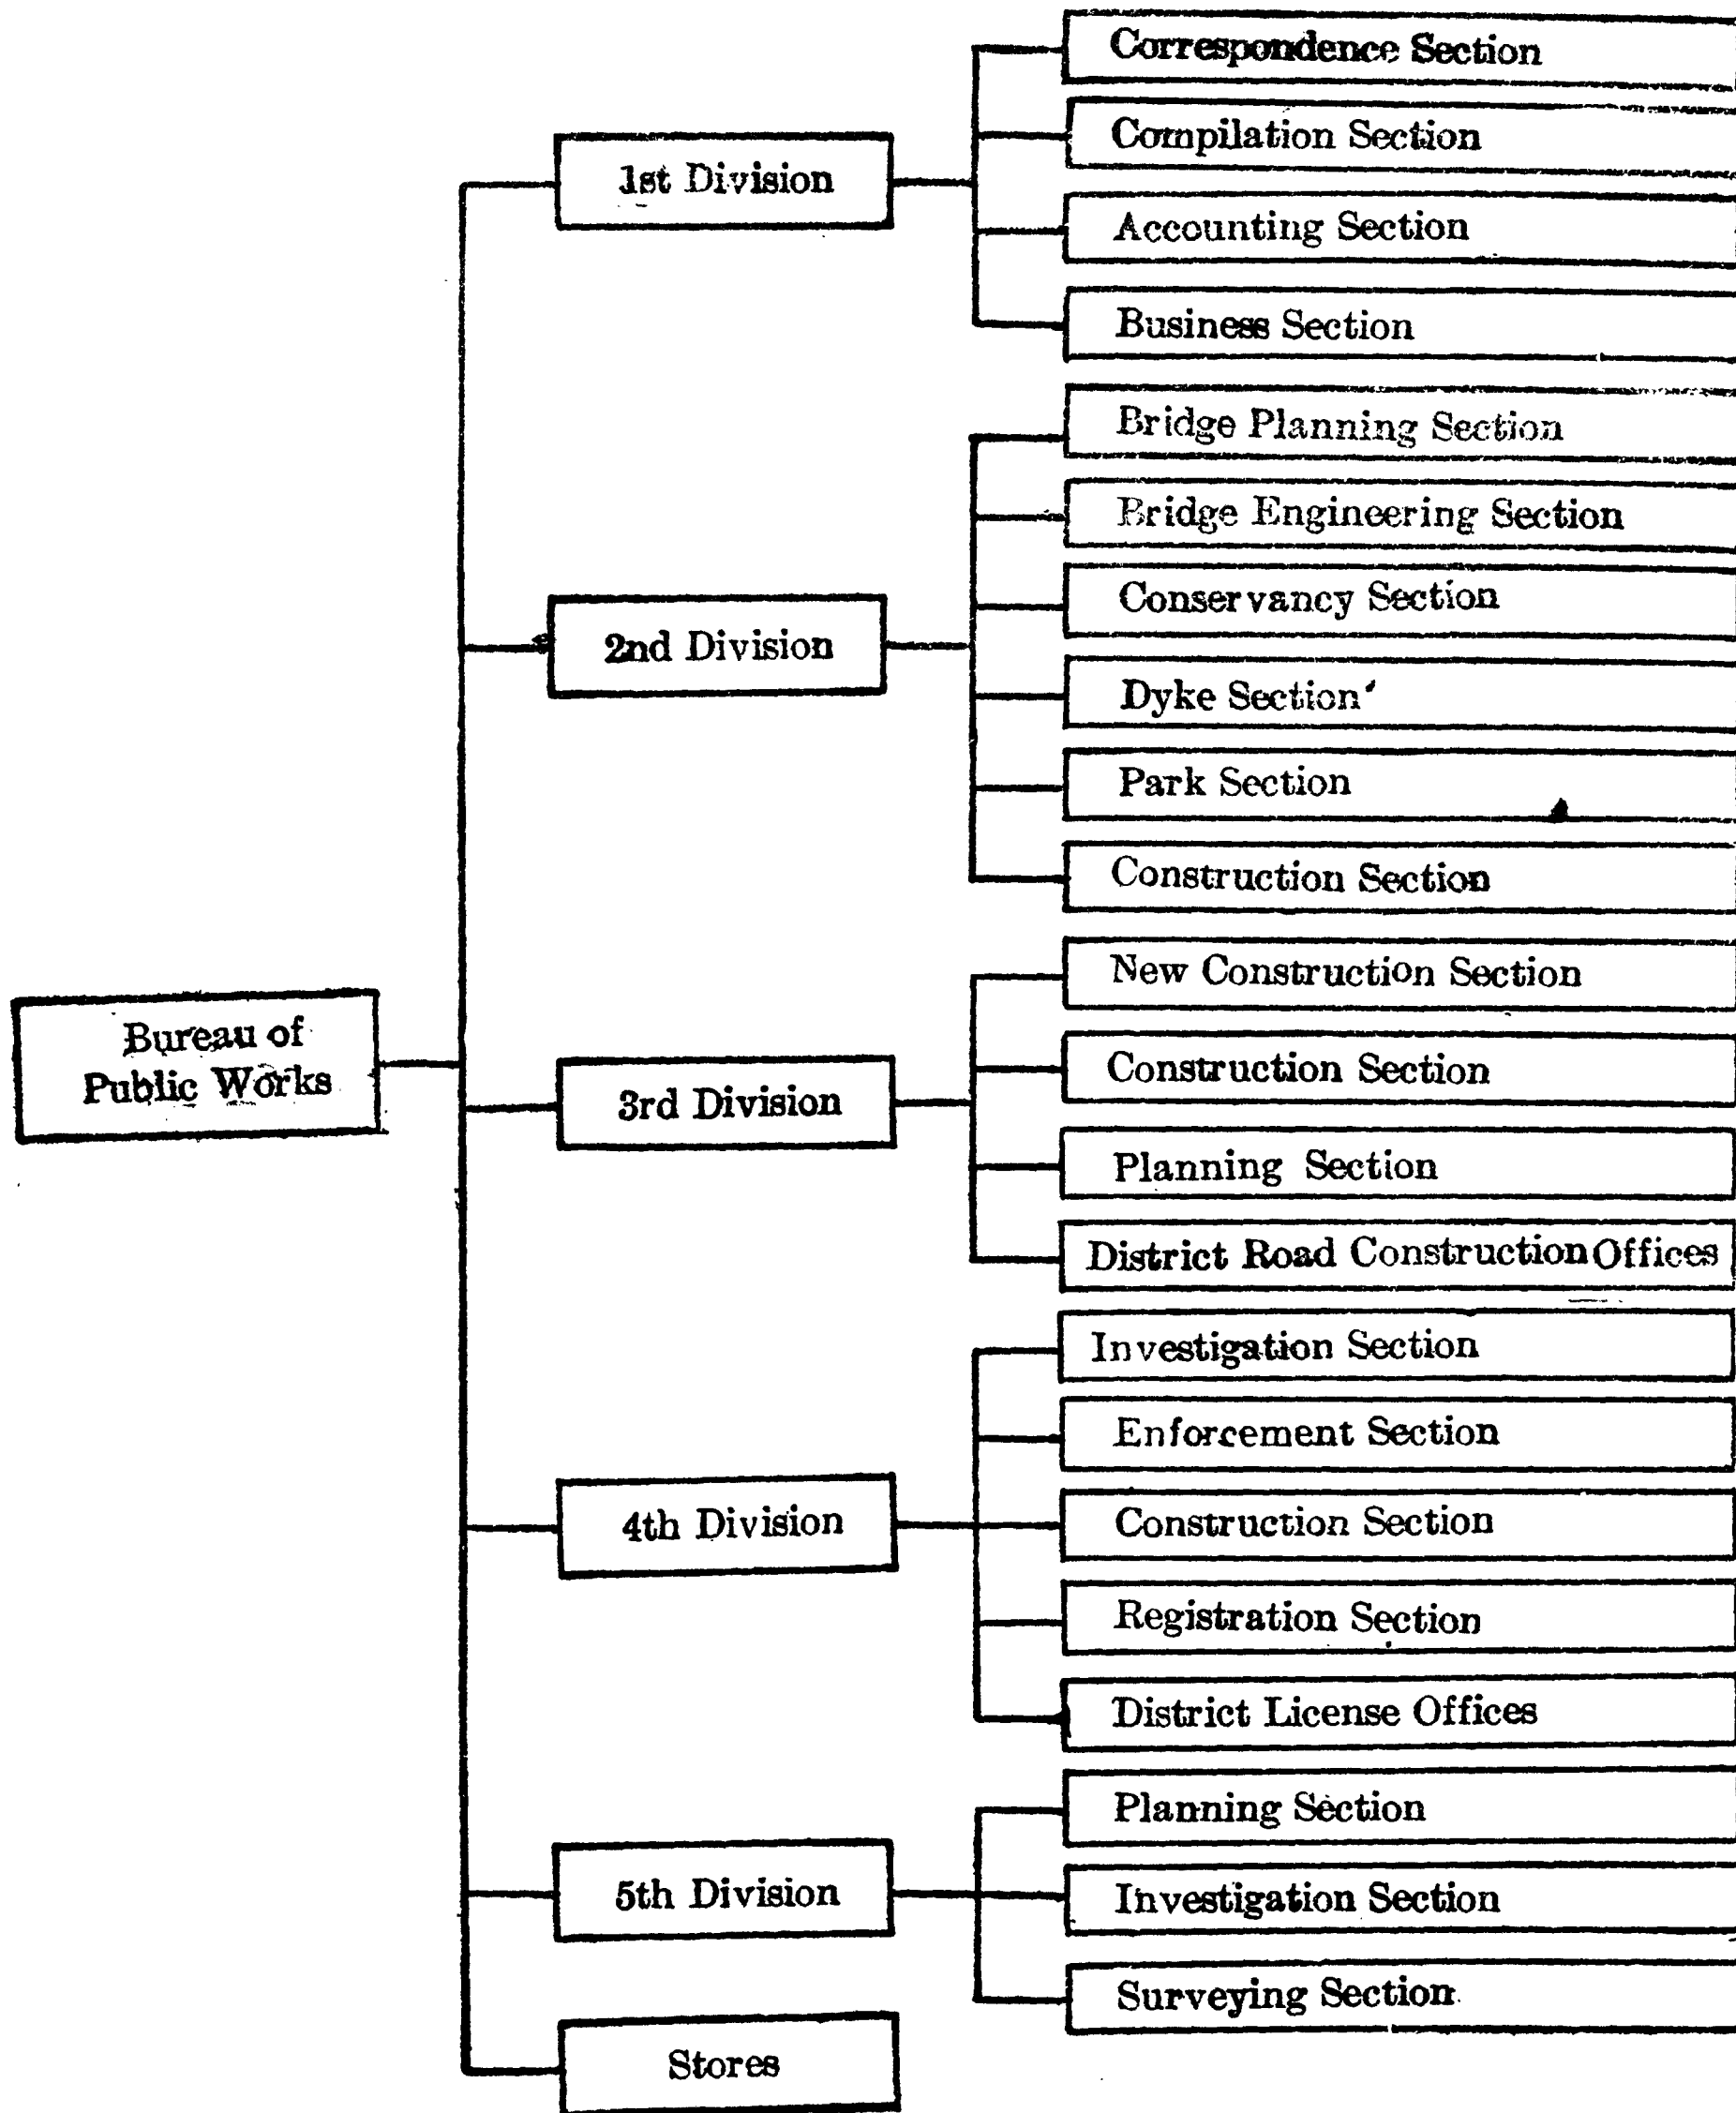 Bureau of
Public Works
1st Division
Correspondence Section
Compilation Section
Accounting Section
Business Section
2nd Division
Bridge Planning Section
Bridge Engineering Section
Conservancy Section
Dyke Section
Park Section
Construction Section
3rd Division
New Construction Section
Construction Section
Planning Section
District Road Construction Offices
4th Division
Investigation Section
Enforcement Section
Construction Section
Registration Section
District License Offices
5th Division
Planning Section
Investigation Section
Surveying Section
Stores